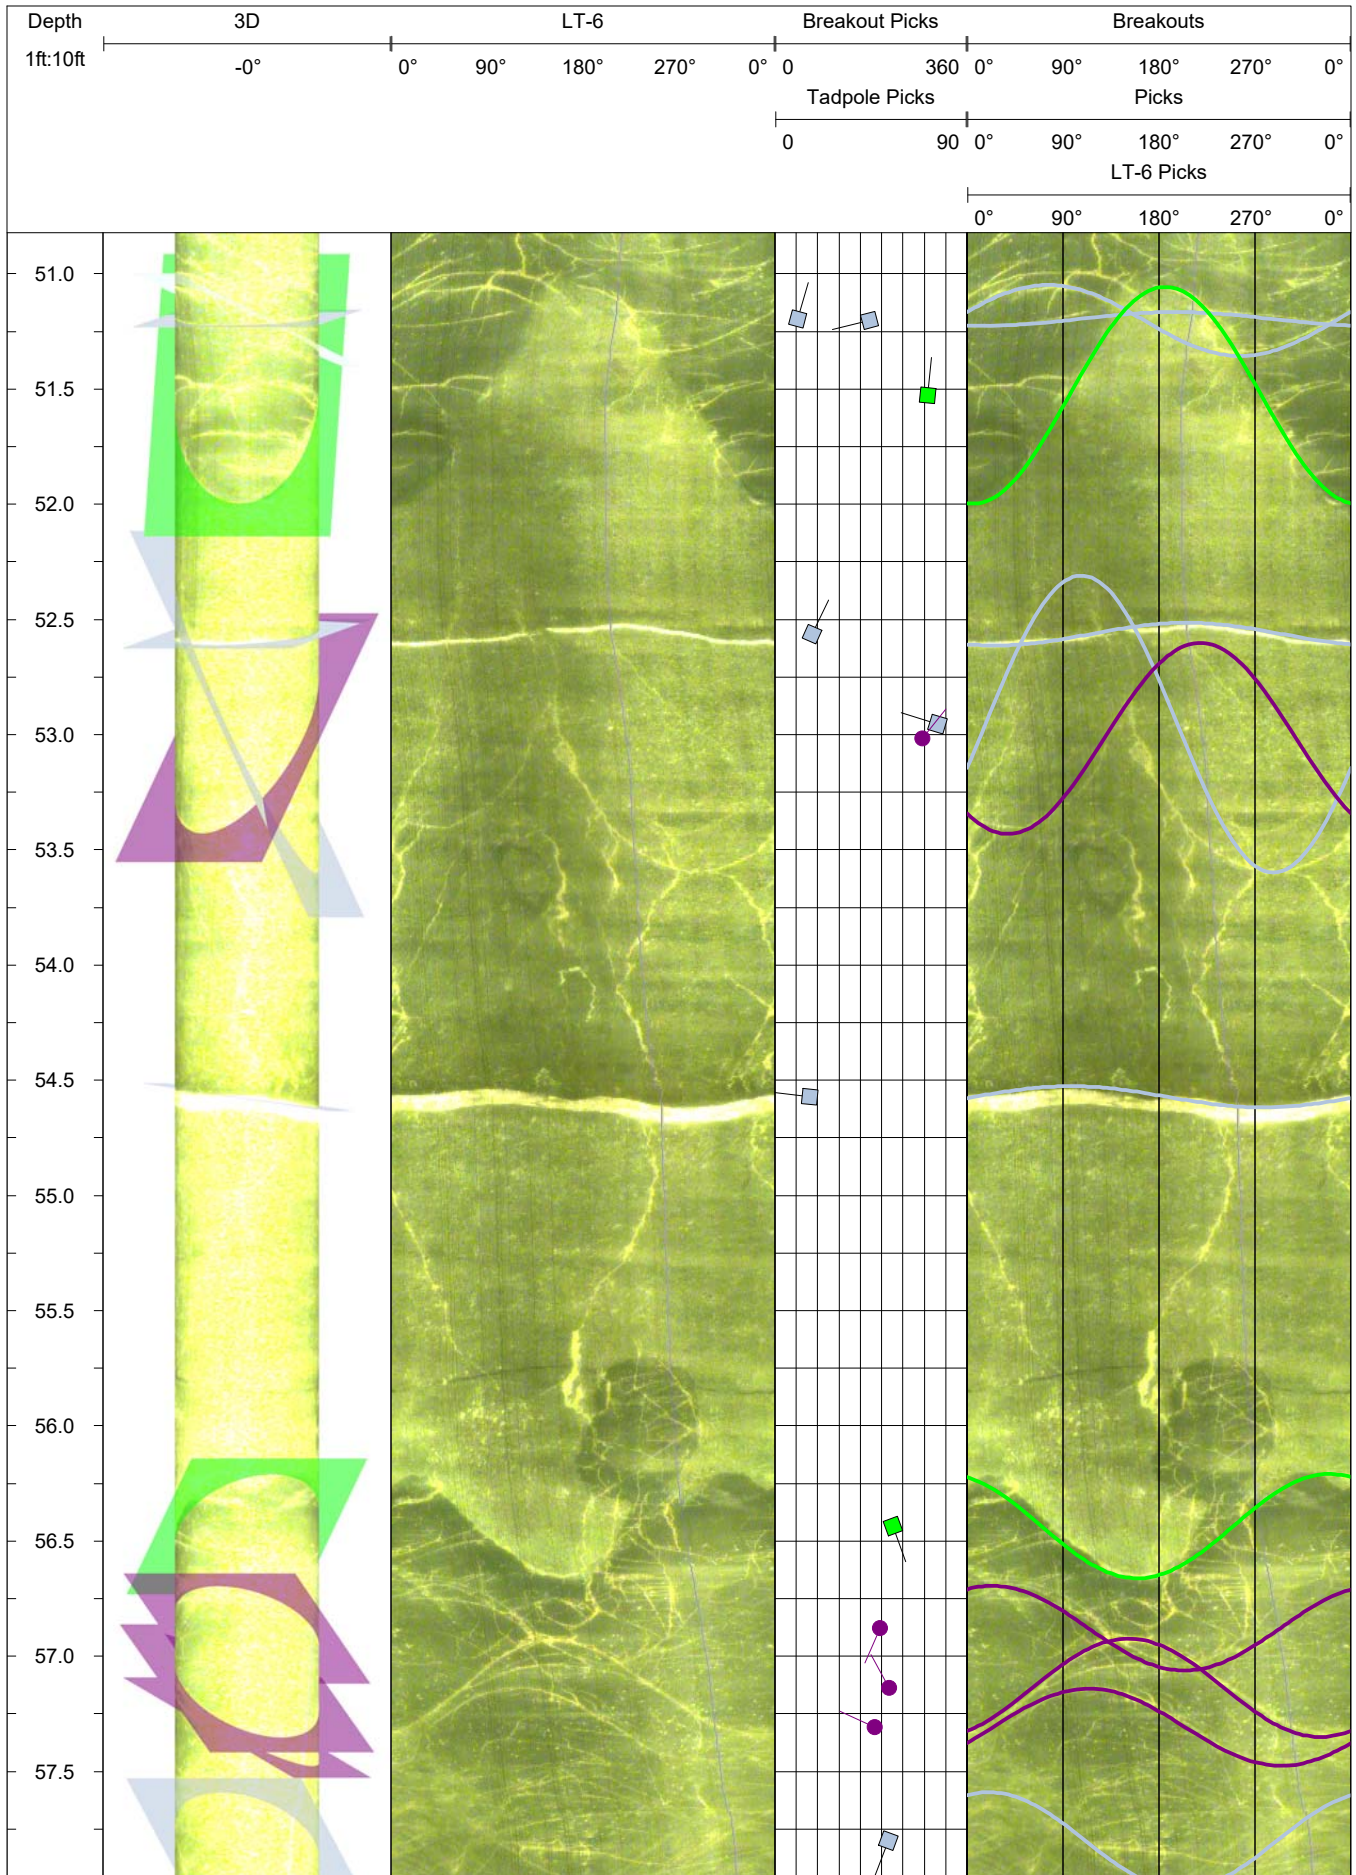 Depth 3D LT-6 Breakout Picks Breakouts
1ft:10ft -0° 0° 90° 180° 270° 0° 0 360 0° 90° 180° 270° 0°
Tadpole Picks Picks
0 90 0° 90° 180° 270° 0°
LT-6 Picks
0° 90° 180° 270° 0°
51.0
51.5
52.0
52.5
53.0
53.5
54.0
54.5
55.0
55.5
56.0
56.5
57.0
57.5